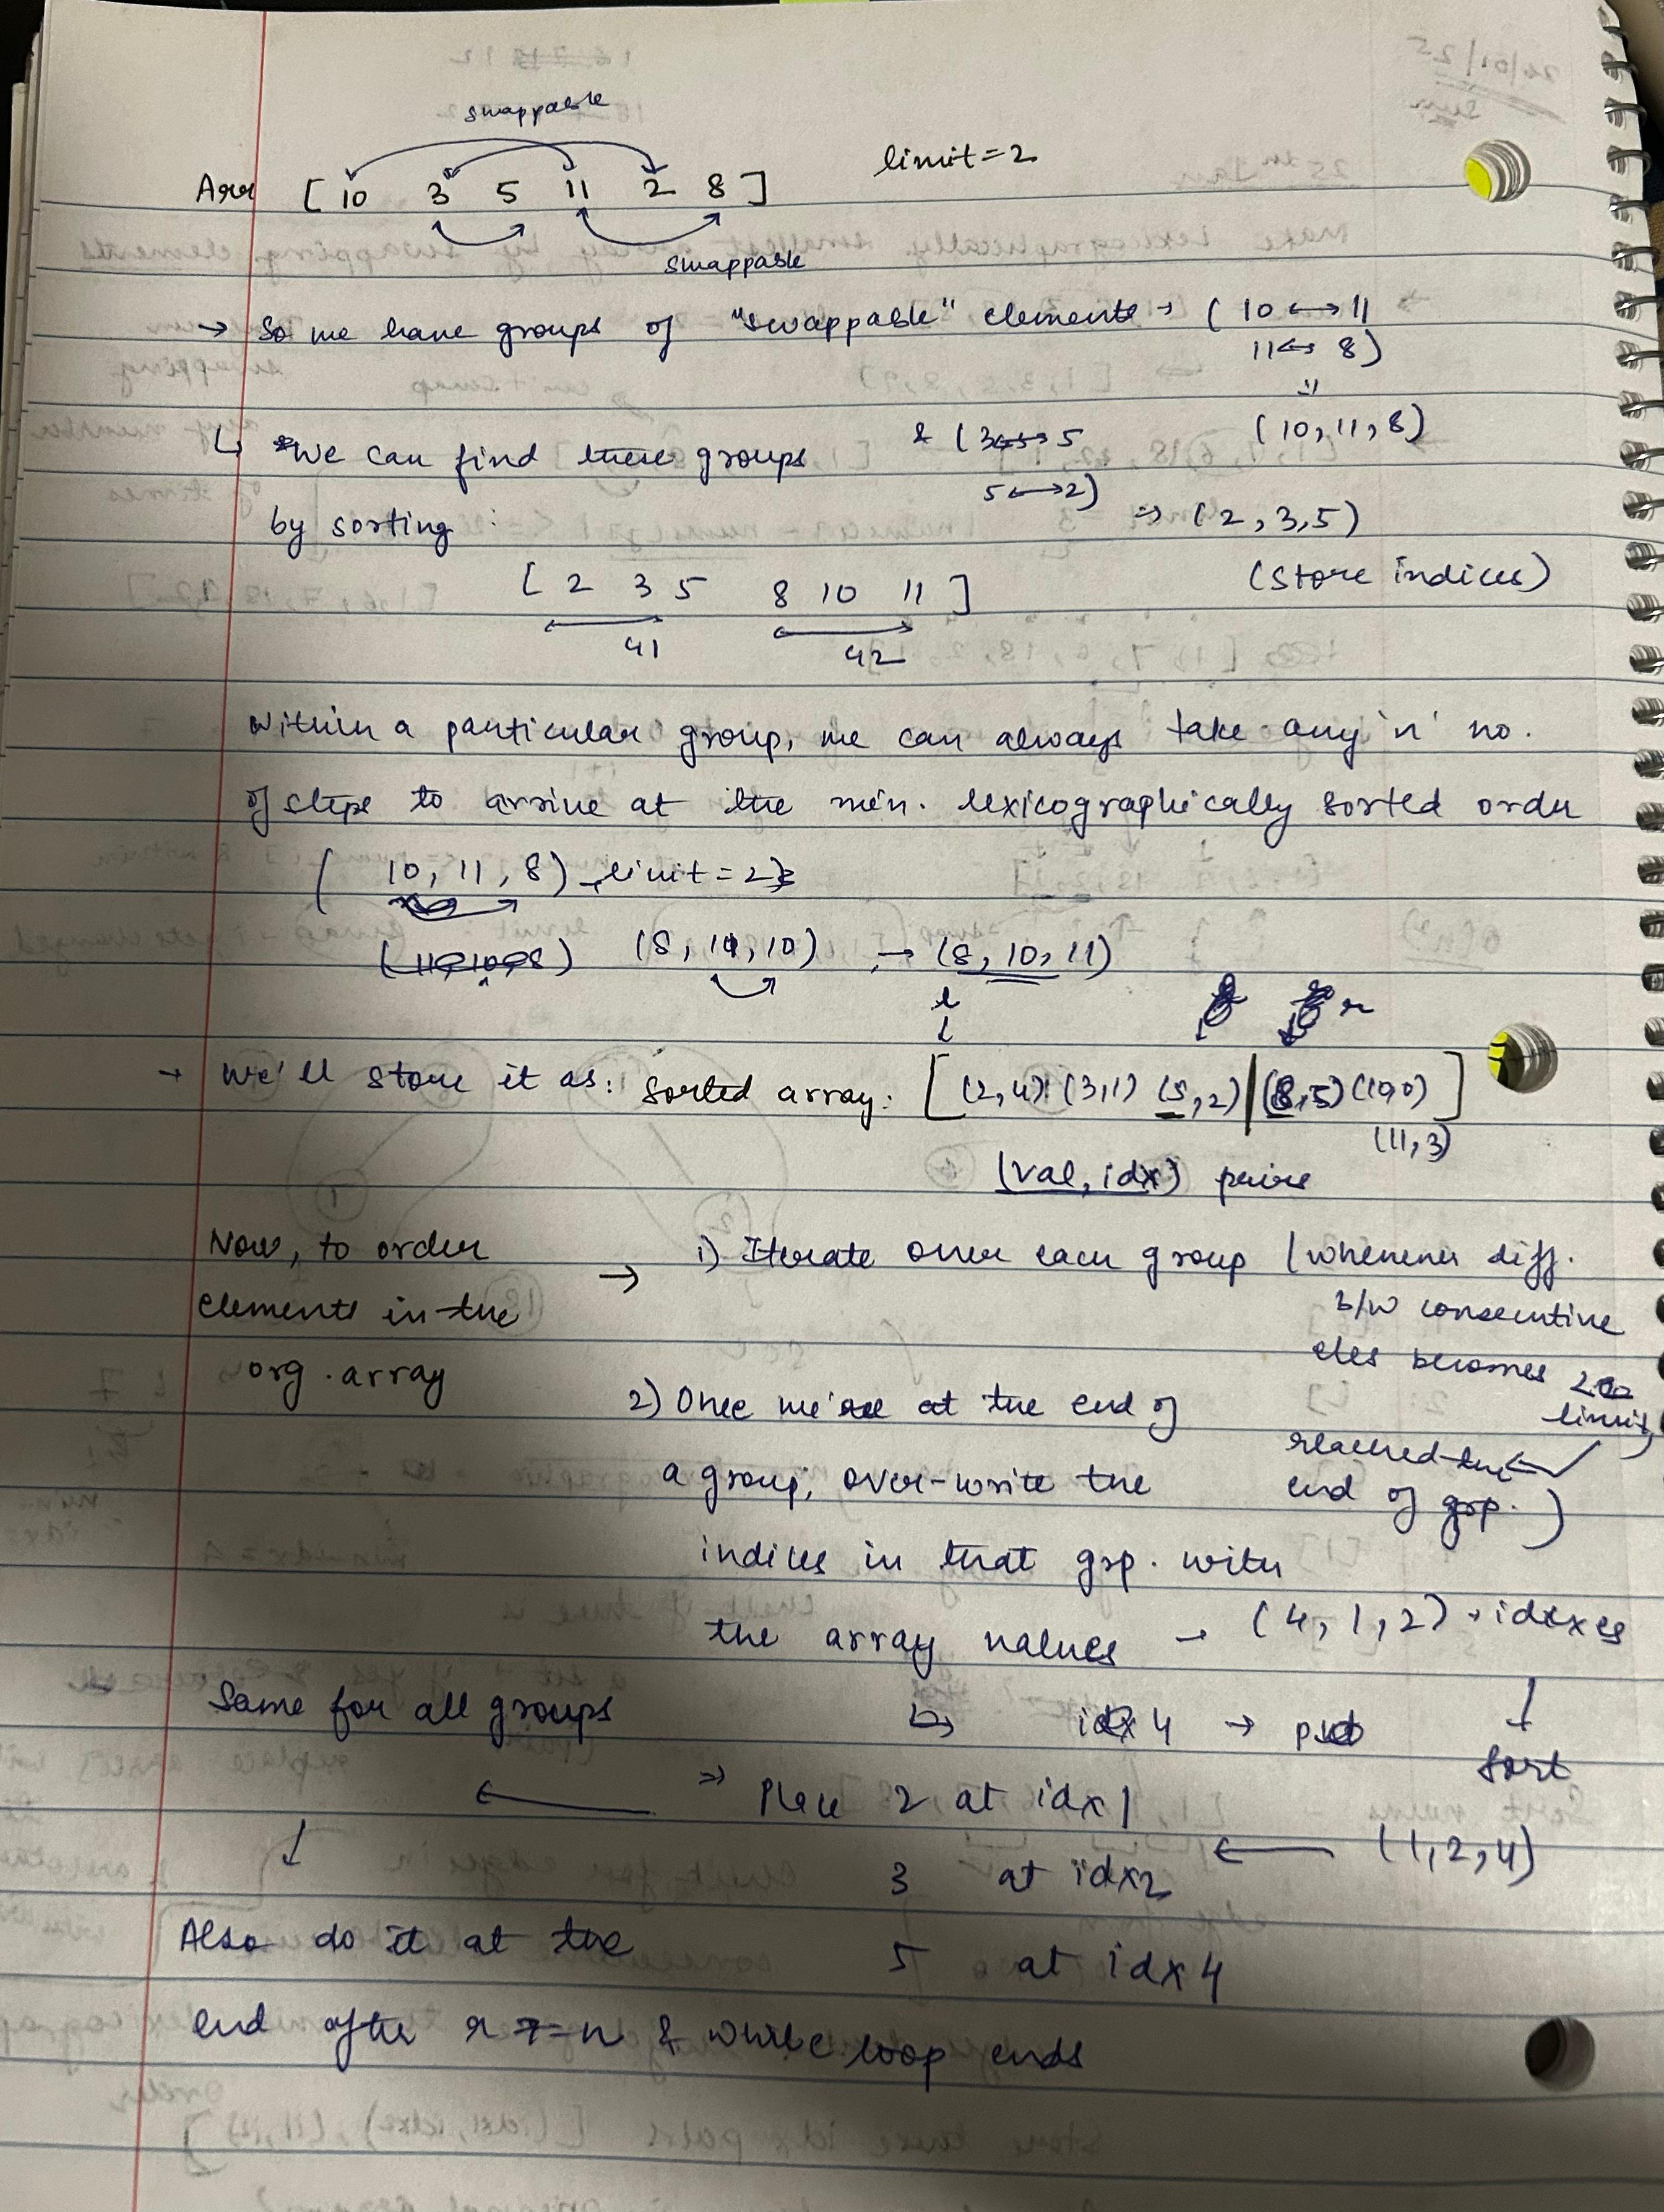 swappable
Arr [ 10 3 5 11 2 8 ] limit = 2
swappable
→ So we have groups of "swappable" elements → ( 10 ↔ 11
11 ↔ 8 )
↳ We can find these groups & ( 3 ↔ 5 ( 10, 11, 8 )
5 ↔ 2 )
by sorting : ⇒ ( 2, 3, 5 )
[ 2 3 5 8 10 11 ] (store indices)
41 42
Within a particular group, we can always take any 'n' no.
of steps to arrive at the min. lexicographically sorted order
( 10, 11, 8 ) → limit = 2
(8, 11, 10) → (8, 10, 11)
l r
→ We'll store it as: sorted array: [ (2,4) (3,1) (5,2) | (8,5) (10,0) ]
(11,3)
(val, idx) pairs
Now, to order → 1) Iterate over each group (whenever diff.
elements in the b/w consecutive
org. array eles becomes
limit,
2) Once we're at the end of reached the
a group, over-write the end of grp. )
indices in that grp. with
the array values → (4, 1, 2) → idxes
Same for all groups ↳ idx 4 → ↓
sort
← ⇒ Place 2 at idx 1 ← (1, 2, 4)
↓ 3 at idx 2
Also do it at the 5 at idx 4
end after r == n & while loop ends